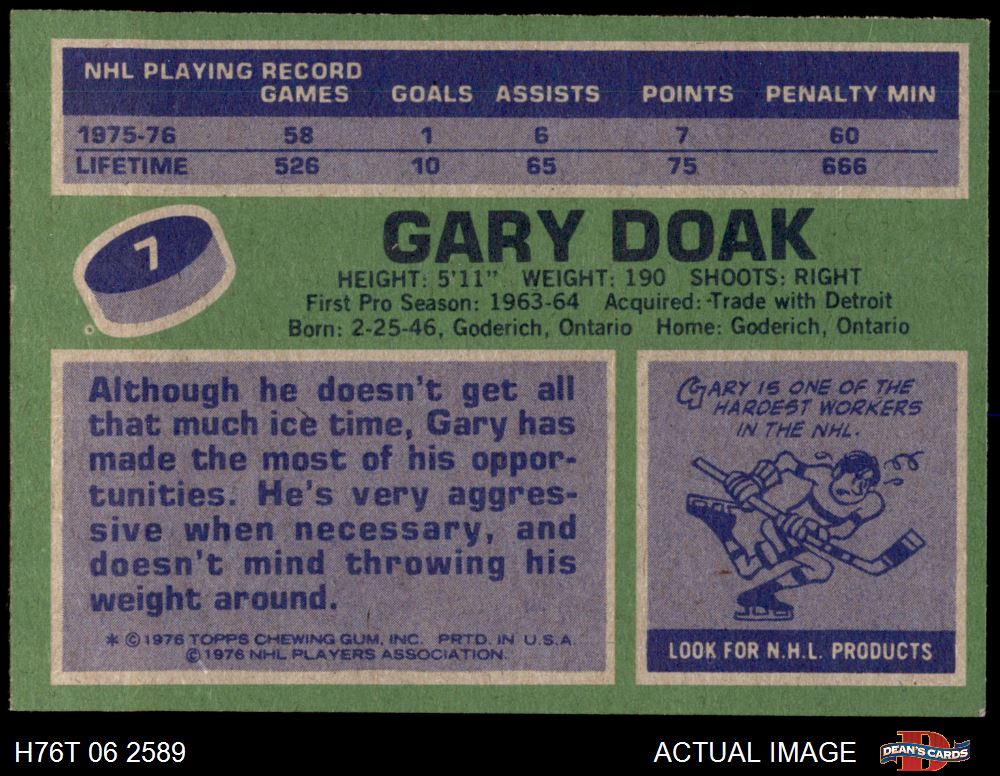 NHL PLAYING RECORD
GAMES GOALS ASSISTS POINTS PENALTY MIN
1975-76 58 1 6 7 60
LIFETIME 526 10 65 75 666
7
GARY DOAK
HEIGHT: 5'11" WEIGHT: 190 SHOOTS: RIGHT
First Pro Season: 1963-64 Acquired: Trade with Detroit
Born: 2-25-46, Goderich, Ontario Home: Goderich, Ontario
Although he doesn't get all
that much ice time, Gary has
made the most of his oppor-
tunities. He's very aggres-
sive when necessary, and
doesn't mind throwing his
weight around.
* © 1976 TOPPS CHEWING GUM, INC. PRTD. IN U.S.A.
© 1976 NHL PLAYERS ASSOCIATION.
GARY IS ONE OF THE
HARDEST WORKERS
IN THE NHL.
LOOK FOR N.H.L. PRODUCTS
H76T 06 2589
ACTUAL IMAGE
DEAN'S CARDS